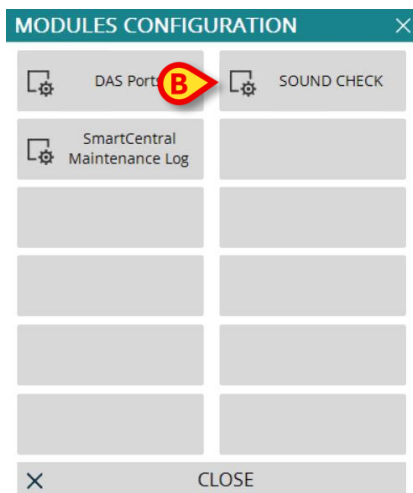 MODULES CONFIGURATION
DAS Ports
B
SOUND CHECK
SmartCentral
Maintenance Log
CLOSE